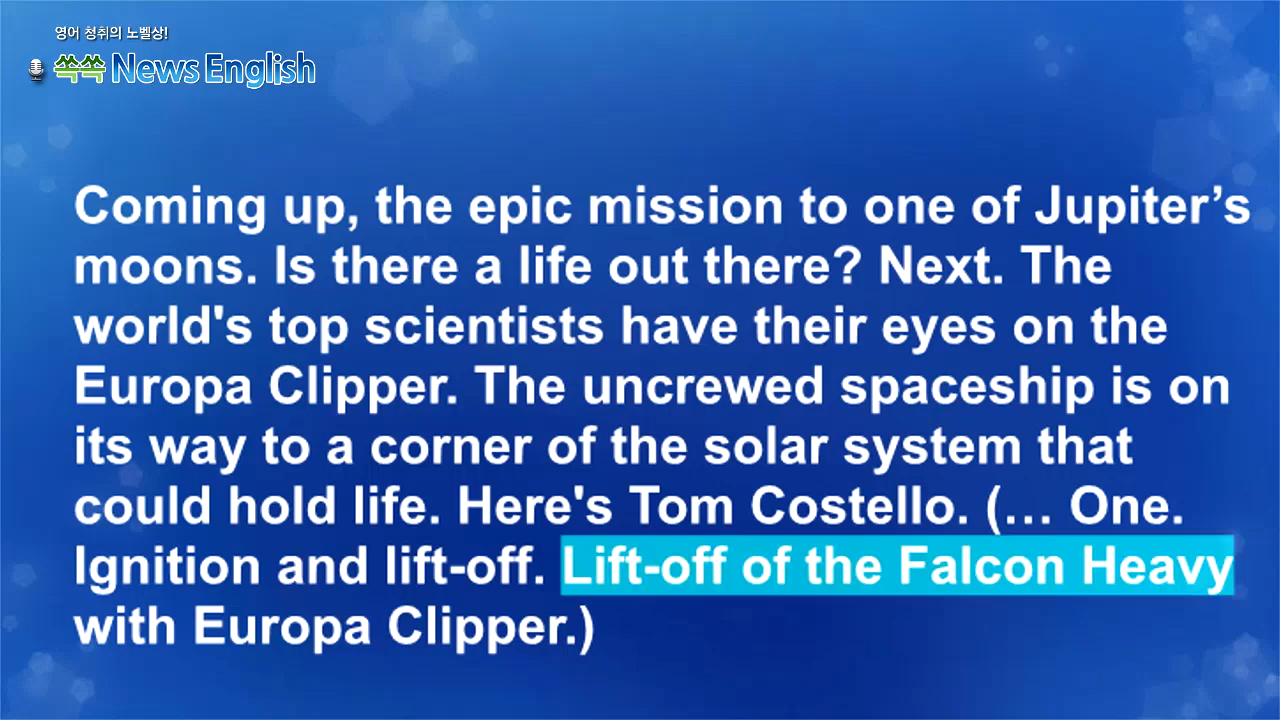 영어 청취의 노벨상!
쏙쏙 News English
Coming up, the epic mission to one of Jupiter’s
moons. Is there a life out there? Next. The
world's top scientists have their eyes on the
Europa Clipper. The uncrewed spaceship is on
its way to a corner of the solar system that
could hold life. Here's Tom Costello. (… One.
Ignition and lift-off. Lift-off of the Falcon Heavy
with Europa Clipper.)